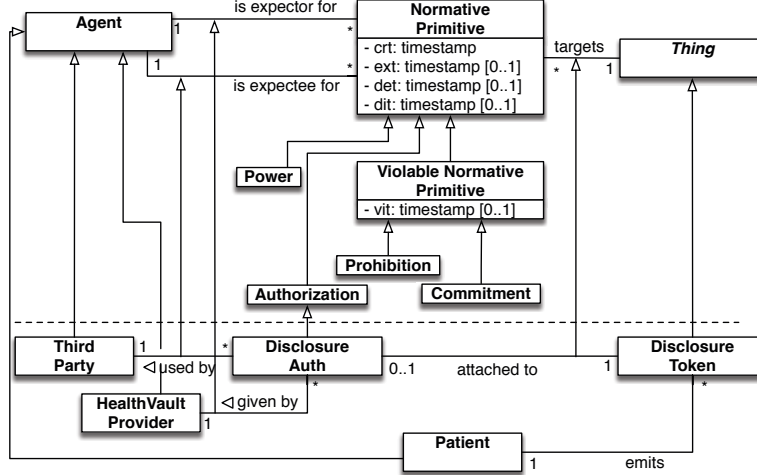 Agent
1
is expector for
*
1
is expectee for
*
Normative
Primitive
- crt: timestamp
- ext: timestamp [0..1]
- det: timestamp [0..1]
- dit: timestamp [0..1]
targets
*
1
Thing
Power
Violable Normative
Primitive
- vit: timestamp [0..1]
Prohibition
Authorization
Commitment
Third
Party
1
*
used by
Disclosure
Auth
0..1
attached to
1
Disclosure
Token
*
*
given by
HealthVault
Provider
1
Patient
1
emits